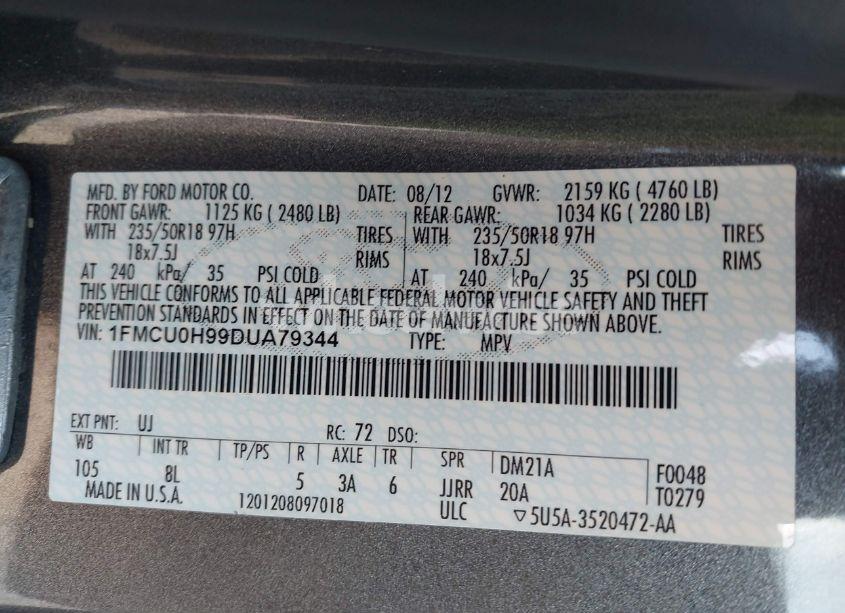 MFD. BY FORD MOTOR CO. DATE: 08/12 GVWR: 2159 KG ( 4760 LB)
FRONT GAWR: 1125 KG ( 2480 LB) REAR GAWR: 1034 KG ( 2280 LB)
WITH 235/50R18 97H TIRES WITH 235/50R18 97H TIRES
18x7.5J RIMS 18x7.5J RIMS
AT 240 kPa/ 35 PSI COLD AT 240 kPa/ 35 PSI COLD
THIS VEHICLE CONFORMS TO ALL APPLICABLE FEDERAL MOTOR VEHICLE SAFETY AND THEFT
PREVENTION STANDARDS IN EFFECT ON THE DATE OF MANUFACTURE SHOWN ABOVE.
VIN: 1FMCU0H99DUA79344 TYPE: MPV
EXT PNT: UJ RC: 72 DSO:
WB INT TR TP/PS R AXLE TR SPR DM21A F0048
105 8L 5 3A 6 JJRR 20A T0279
MADE IN U.S.A. 1201208097018 ULC ▽5U5A-3520472-AA